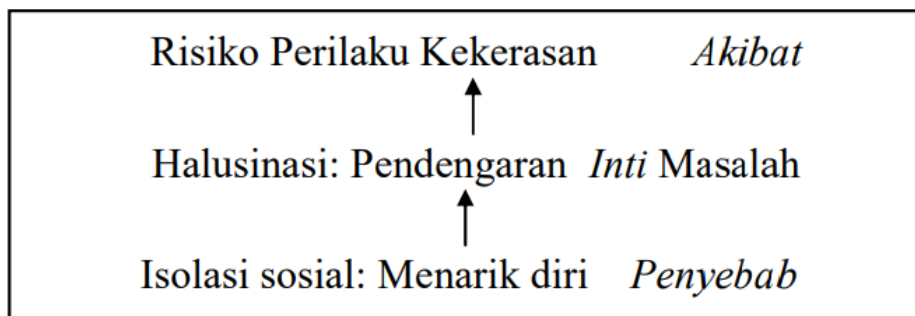 Risiko Perilaku Kekerasan Akibat
Halusinasi: Pendengaran Inti Masalah
Isolasi sosial: Menarik diri Penyebab